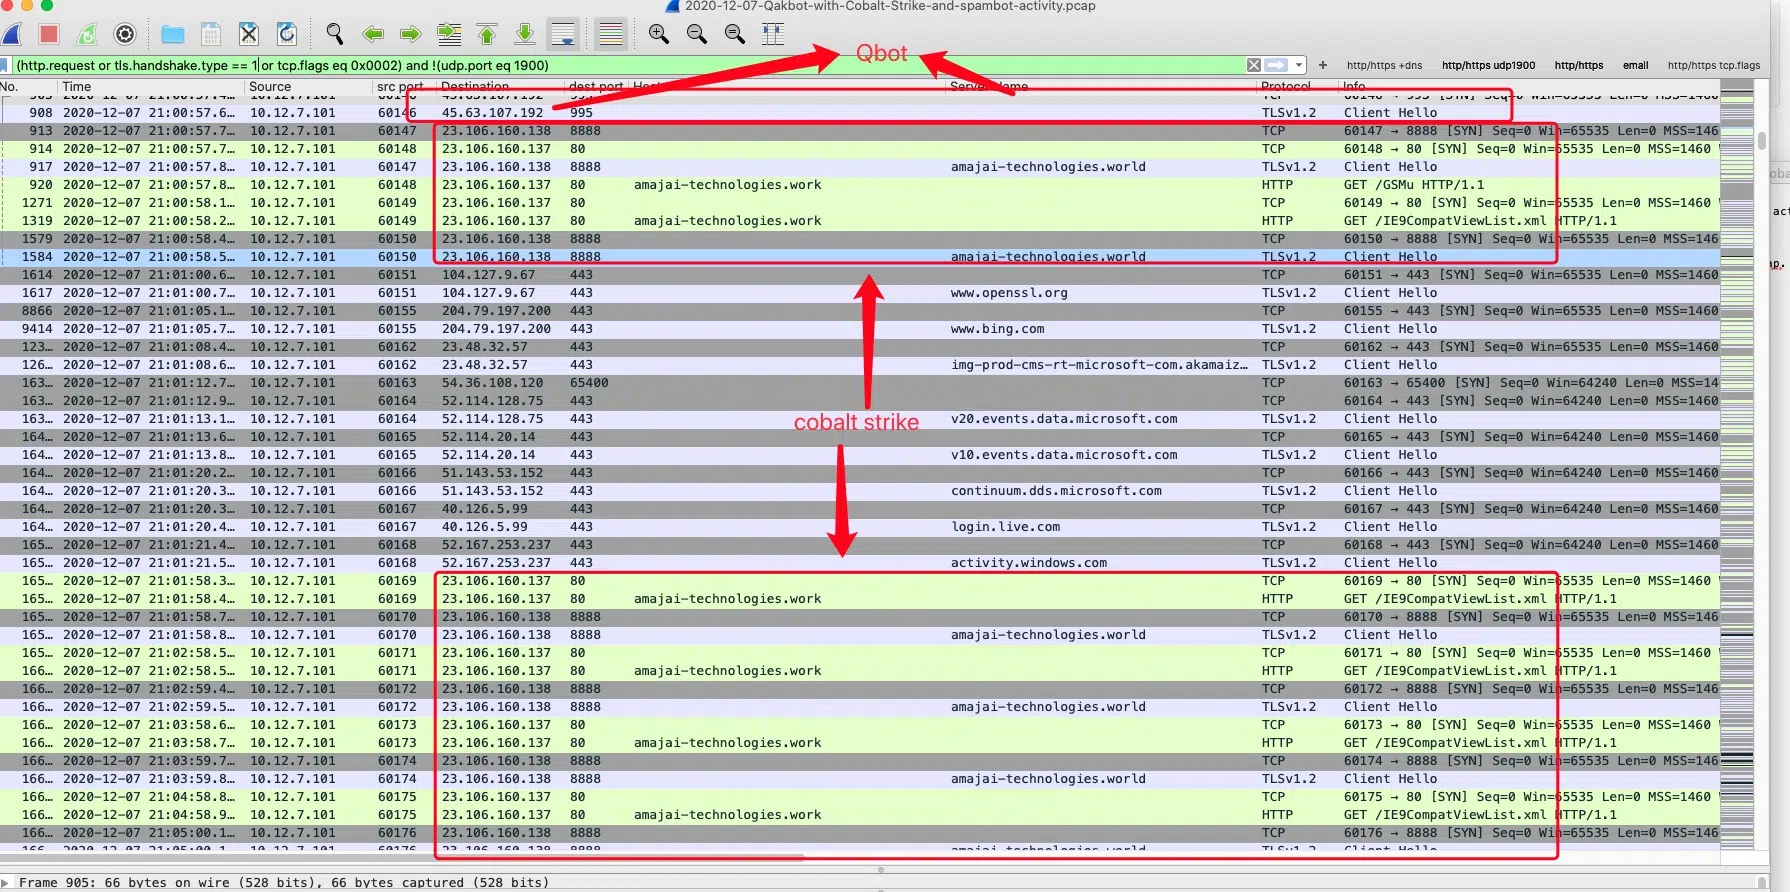 2020-12-07-Qakbot-with-Cobalt-Strike-and-spambot-activity.pcap
Qbot
(http.request or tls.handshake.type == 1 or tcp.flags eq 0x0002) and !(udp.port eq 1900) + http/https +dns http/https udp1900 http/https email http/https tcp.flags
No. Time Source src port Destination dest port Protocol Info
908 2020-12-07 21:00:57.6… 10.12.7.101 60146 45.63.107.192 995 TLSv1.2 Client Hello
913 2020-12-07 21:00:57.7… 10.12.7.101 60147 23.106.160.138 8888 TCP 60147 → 8888 [SYN] Seq=0 Win=65535 Len=0 MSS=146
914 2020-12-07 21:00:57.7… 10.12.7.101 60148 23.106.160.137 80 TCP 60148 → 80 [SYN] Seq=0 Win=65535 Len=0 MSS=1460
917 2020-12-07 21:00:57.8… 10.12.7.101 60147 23.106.160.138 8888 amajai-technologies.world TLSv1.2 Client Hello
920 2020-12-07 21:00:57.8… 10.12.7.101 60148 23.106.160.137 80 amajai-technologies.work HTTP GET /GSMu HTTP/1.1
1271 2020-12-07 21:00:58.1… 10.12.7.101 60149 23.106.160.137 80 TCP 60149 → 80 [SYN] Seq=0 Win=65535 Len=0 MSS=1460
1319 2020-12-07 21:00:58.2… 10.12.7.101 60149 23.106.160.137 80 amajai-technologies.work HTTP GET /IE9CompatViewList.xml HTTP/1.1
1579 2020-12-07 21:00:58.4… 10.12.7.101 60150 23.106.160.138 8888 TCP 60150 → 8888 [SYN] Seq=0 Win=65535 Len=0 MSS=146
1584 2020-12-07 21:00:58.5… 10.12.7.101 60150 23.106.160.138 8888 amajai-technologies.world TLSv1.2 Client Hello
1614 2020-12-07 21:01:00.6… 10.12.7.101 60151 104.127.9.67 443 TCP 60151 → 443 [SYN] Seq=0 Win=65535 Len=0 MSS=1460
1617 2020-12-07 21:01:00.7… 10.12.7.101 60151 104.127.9.67 443 www.openssl.org TLSv1.2 Client Hello
8866 2020-12-07 21:01:05.1… 10.12.7.101 60155 204.79.197.200 443 TCP 60155 → 443 [SYN] Seq=0 Win=65535 Len=0 MSS=1460
9414 2020-12-07 21:01:05.7… 10.12.7.101 60155 204.79.197.200 443 www.bing.com TLSv1.2 Client Hello
123… 2020-12-07 21:01:08.4… 10.12.7.101 60162 23.48.32.57 443 TCP 60162 → 443 [SYN] Seq=0 Win=65535 Len=0 MSS=1460
126… 2020-12-07 21:01:08.6… 10.12.7.101 60162 23.48.32.57 443 img-prod-cms-rt-microsoft-com.akamaiz… TLSv1.2 Client Hello
163… 2020-12-07 21:01:12.7… 10.12.7.101 60163 54.36.108.120 65400 TCP 60163 → 65400 [SYN] Seq=0 Win=64240 Len=0 MSS=14
163… 2020-12-07 21:01:12.9… 10.12.7.101 60164 52.114.128.75 443 TCP 60164 → 443 [SYN] Seq=0 Win=64240 Len=0 MSS=1460
163… 2020-12-07 21:01:13.1… 10.12.7.101 60164 52.114.128.75 443 v20.events.data.microsoft.com TLSv1.2 Client Hello
cobalt strike
164… 2020-12-07 21:01:13.6… 10.12.7.101 60165 52.114.20.14 443 TCP 60165 → 443 [SYN] Seq=0 Win=64240 Len=0 MSS=1460
164… 2020-12-07 21:01:13.8… 10.12.7.101 60165 52.114.20.14 443 v10.events.data.microsoft.com TLSv1.2 Client Hello
164… 2020-12-07 21:01:20.2… 10.12.7.101 60166 51.143.53.152 443 TCP 60166 → 443 [SYN] Seq=0 Win=64240 Len=0 MSS=1460
164… 2020-12-07 21:01:20.3… 10.12.7.101 60166 51.143.53.152 443 continuum.dds.microsoft.com TLSv1.2 Client Hello
164… 2020-12-07 21:01:20.3… 10.12.7.101 60167 40.126.5.99 443 TCP 60167 → 443 [SYN] Seq=0 Win=64240 Len=0 MSS=1460
164… 2020-12-07 21:01:20.4… 10.12.7.101 60167 40.126.5.99 443 login.live.com TLSv1.2 Client Hello
165… 2020-12-07 21:01:21.4… 10.12.7.101 60168 52.167.253.237 443 TCP 60168 → 443 [SYN] Seq=0 Win=64240 Len=0 MSS=1460
165… 2020-12-07 21:01:21.5… 10.12.7.101 60168 52.167.253.237 443 activity.windows.com TLSv1.2 Client Hello
165… 2020-12-07 21:01:58.3… 10.12.7.101 60169 23.106.160.137 80 TCP 60169 → 80 [SYN] Seq=0 Win=65535 Len=0 MSS=1460
165… 2020-12-07 21:01:58.4… 10.12.7.101 60169 23.106.160.137 80 amajai-technologies.work HTTP GET /IE9CompatViewList.xml HTTP/1.1
165… 2020-12-07 21:01:58.7… 10.12.7.101 60170 23.106.160.138 8888 TCP 60170 → 8888 [SYN] Seq=0 Win=65535 Len=0 MSS=146
165… 2020-12-07 21:01:58.8… 10.12.7.101 60170 23.106.160.138 8888 amajai-technologies.world TLSv1.2 Client Hello
165… 2020-12-07 21:02:58.5… 10.12.7.101 60171 23.106.160.137 80 TCP 60171 → 80 [SYN] Seq=0 Win=65535 Len=0 MSS=1460
166… 2020-12-07 21:02:58.5… 10.12.7.101 60171 23.106.160.137 80 amajai-technologies.work HTTP GET /IE9CompatViewList.xml HTTP/1.1
166… 2020-12-07 21:02:59.4… 10.12.7.101 60172 23.106.160.138 8888 TCP 60172 → 8888 [SYN] Seq=0 Win=65535 Len=0 MSS=146
166… 2020-12-07 21:02:59.5… 10.12.7.101 60172 23.106.160.138 8888 amajai-technologies.world TLSv1.2 Client Hello
166… 2020-12-07 21:03:58.6… 10.12.7.101 60173 23.106.160.137 80 TCP 60173 → 80 [SYN] Seq=0 Win=65535 Len=0 MSS=1460
166… 2020-12-07 21:03:58.7… 10.12.7.101 60173 23.106.160.137 80 amajai-technologies.work HTTP GET /IE9CompatViewList.xml HTTP/1.1
166… 2020-12-07 21:03:59.7… 10.12.7.101 60174 23.106.160.138 8888 TCP 60174 → 8888 [SYN] Seq=0 Win=65535 Len=0 MSS=146
166… 2020-12-07 21:03:59.8… 10.12.7.101 60174 23.106.160.138 8888 amajai-technologies.world TLSv1.2 Client Hello
166… 2020-12-07 21:04:58.8… 10.12.7.101 60175 23.106.160.137 80 TCP 60175 → 80 [SYN] Seq=0 Win=65535 Len=0 MSS=1460
166… 2020-12-07 21:04:58.9… 10.12.7.101 60175 23.106.160.137 80 amajai-technologies.work HTTP GET /IE9CompatViewList.xml HTTP/1.1
166… 2020-12-07 21:05:00.1… 10.12.7.101 60176 23.106.160.138 8888 TCP 60176 → 8888 [SYN] Seq=0 Win=65535 Len=0 MSS=146
Frame 905: 66 bytes on wire (528 bits), 66 bytes captured (528 bits)